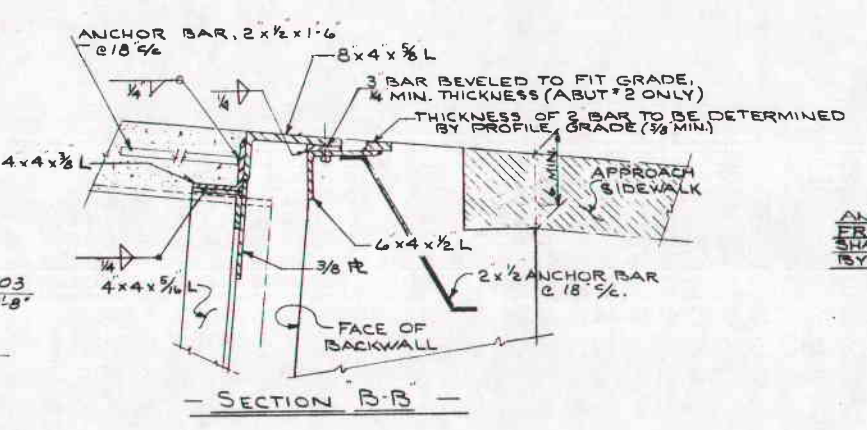 ANCHOR BAR, 2 x ½ x 1'-6
@ 18" c/c
8 x 4 x ⅝ L
3" BAR BEVELED TO FIT GRADE,
¼" MIN. THICKNESS (ABUT #2 ONLY)
THICKNESS OF 2" BAR TO BE DETERMINED
BY PROFILE GRADE (⅝ MIN.)
¼
¼
4 x 4 x ⅜ L
MIN.
APPROACH
SIDEWALK
6 x 4 x ½ L
¼
3/8 PL
4 x 4 x 5/16 L
2" x ½" ANCHOR BAR
@ 18" c/c.
FACE OF
BACKWALL
- SECTION "B-B" -
03
BY